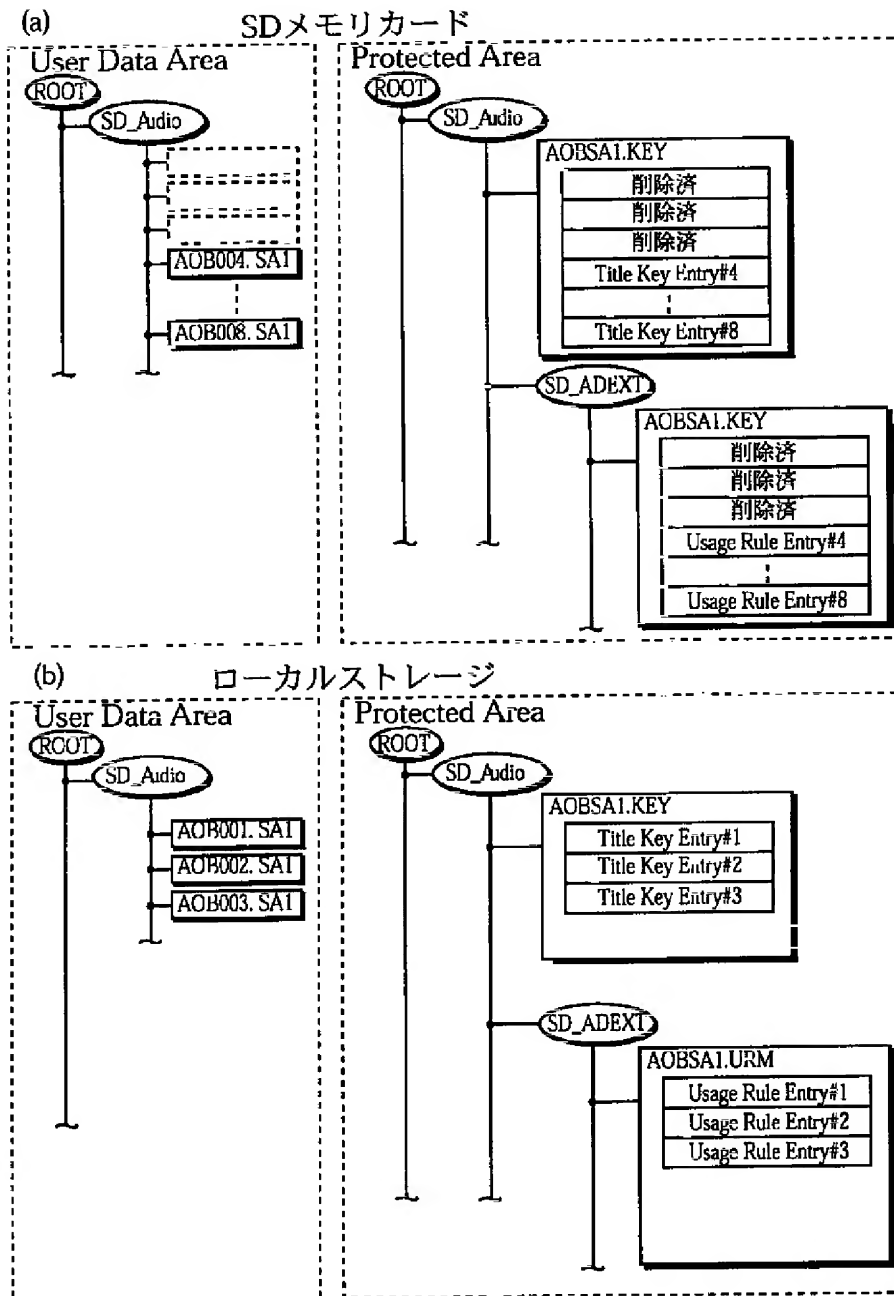 (a) SDメモリカード
User Data Area
ROOT
SD_Audio
AOB004. SA1
AOB008. SA1
Protected Area
ROOT
SD_Audio
AOBSA1.KEY
削除済
削除済
削除済
Title Key Entry#4
Title Key Entry#8
SD_ADEXT
AOBSA1.KEY
削除済
削除済
削除済
Usage Rule Entry#4
Usage Rule Entry#8
(b) ローカルストレージ
User Data Area
ROOT
SD_Audio
AOB001. SA1
AOB002. SA1
AOB003. SA1
Protected Area
ROOT
SD_Audio
AOBSA1.KEY
Title Key Entry#1
Title Key Entry#2
Title Key Entry#3
SD_ADEXT
AOBSA1.URM
Usage Rule Entry#1
Usage Rule Entry#2
Usage Rule Entry#3